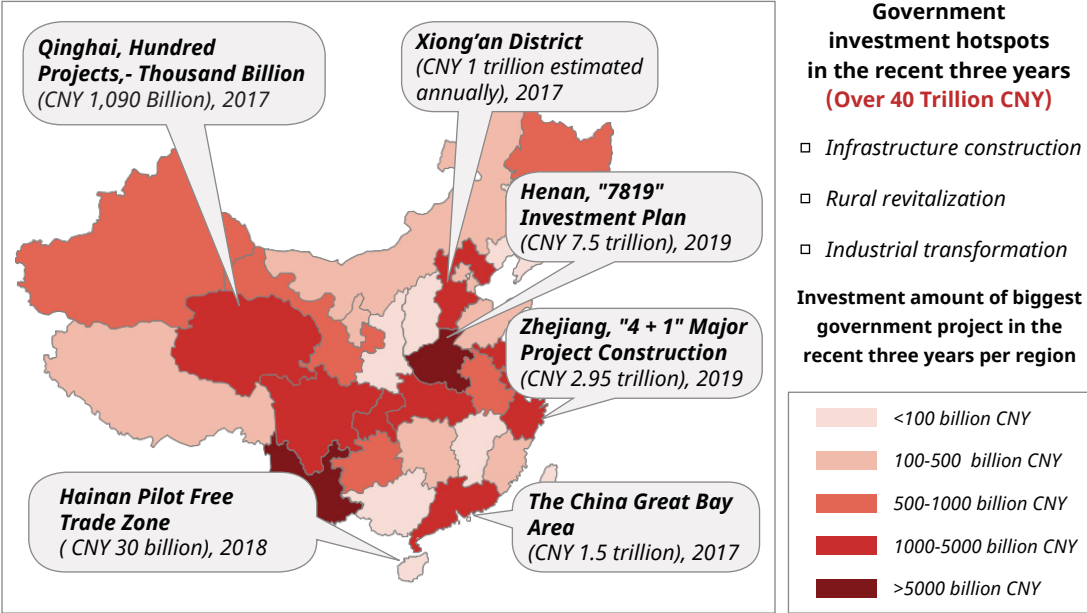 Qinghai, Hundred
Projects,- Thousand Billion
(CNY 1,090 Billion), 2017
Xiong’an District
(CNY 1 trillion estimated
annually), 2017
Henan, "7819"
Investment Plan
(CNY 7.5 trillion), 2019
Zhejiang, "4 + 1" Major
Project Construction
(CNY 2.95 trillion), 2019
Hainan Pilot Free
Trade Zone
( CNY 30 billion), 2018
The China Great Bay
Area
(CNY 1.5 trillion), 2017
Government
investment hotspots
in the recent three years
(Over 40 Trillion CNY)
Infrastructure construction
Rural revitalization
Industrial transformation
Investment amount of biggest
government project in the
recent three years per region
<100 billion CNY
100-500 billion CNY
500-1000 billion CNY
1000-5000 billion CNY
>5000 billion CNY